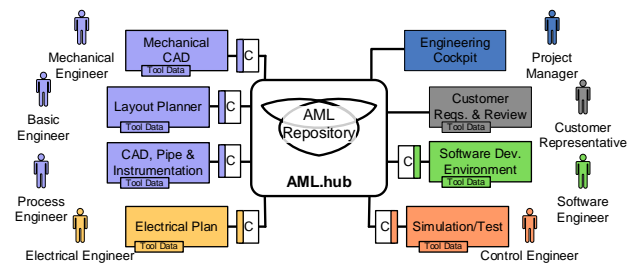 Mechanical
Engineer
Mechanical
CAD
Tool Data
C
Engineering
Cockpit
Project
Manager
Basic
Engineer
Layout Planner
Tool Data
C
AML
Repository
AML.hub
Customer
Reqs. & Review
Tool Data
Customer
Representative
Process
Engineer
CAD, Pipe &
Instrumentation
Tool Data
C
C
Software Dev.
Environment
Tool Data
Software
Engineer
Electrical Engineer
Electrical Plan
Tool Data
C
C
Simulation/Test
Tool Data
Control Engineer